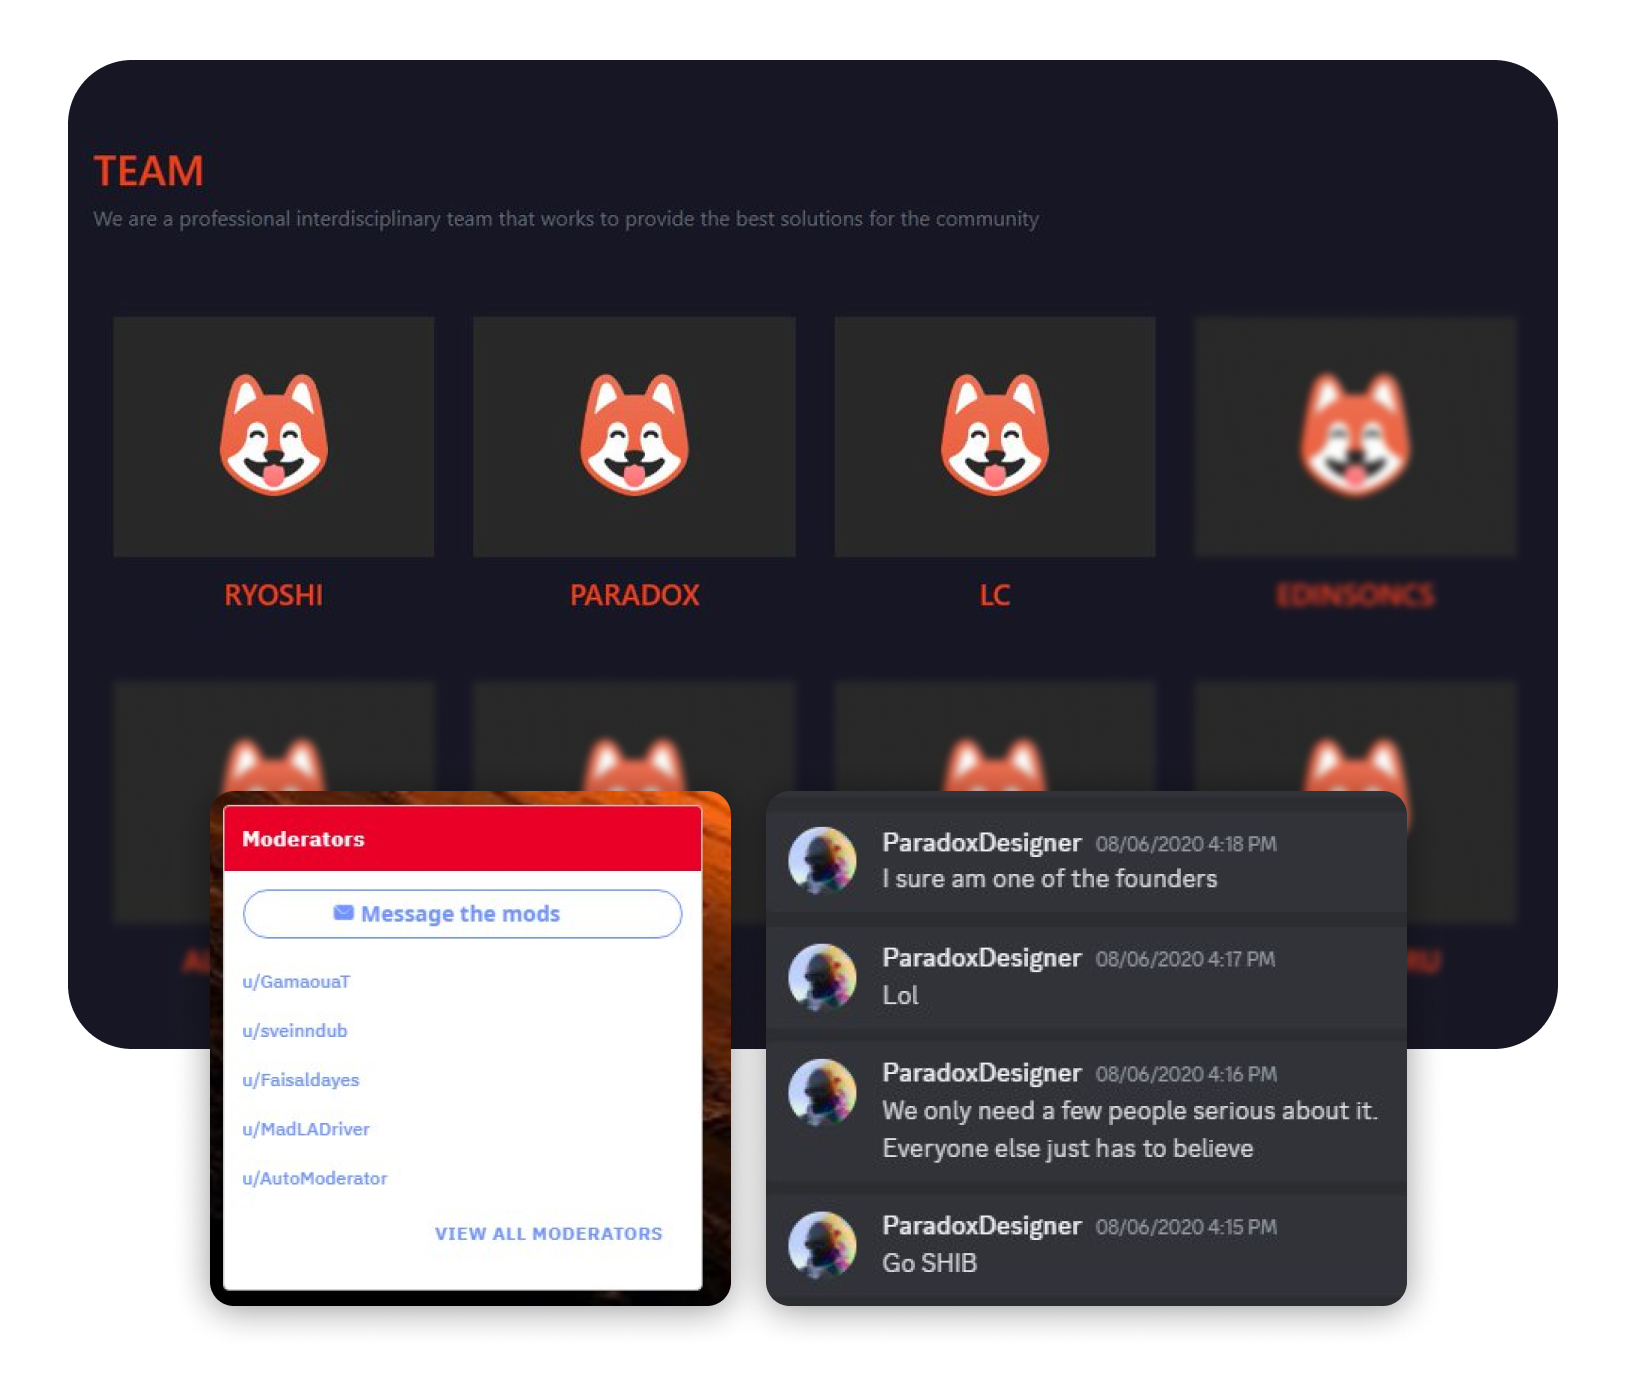 TEAM
We are a professional interdisciplinary team that works to provide the best solutions for the community
RYOSHI
PARADOX
LC
EDINSONCS
Moderators
Message the mods
u/GamaouaT
u/sveinndub
u/Faisaldayes
u/MadLADriver
u/AutoModerator
VIEW ALL MODERATORS
ParadoxDesigner 08/06/2020 4:18 PM
I sure am one of the founders
ParadoxDesigner 08/06/2020 4:17 PM
Lol
ParadoxDesigner 08/06/2020 4:16 PM
We only need a few people serious about it.
Everyone else just has to believe
ParadoxDesigner 08/06/2020 4:15 PM
Go SHIB